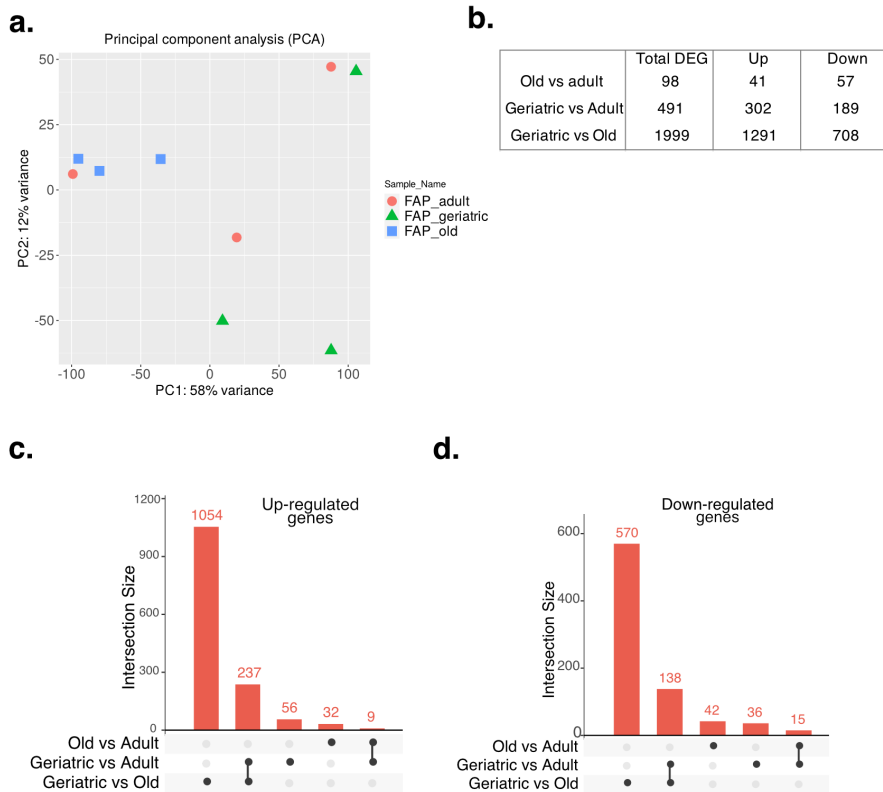 a.
Principal component analysis (PCA)
50
25
0
-25
-50
PC2: 12% variance
-100
-50
0
50
100
PC1: 58% variance
Sample_Name
FAP_adult
FAP_geriatric
FAP_old
b.
Total DEG Up Down
Old vs adult 98 41 57
Geriatric vs Adult 491 302 189
Geriatric vs Old 1999 1291 708
c.
Up-regulated
genes
1200
900
600
300
0
Intersection Size
1054
237
56
32
9
Old vs Adult
Geriatric vs Adult
Geriatric vs Old
d.
Down-regulated
genes
600
400
200
0
Intersection Size
570
138
42
36
15
Old vs Adult
Geriatric vs Adult
Geriatric vs Old